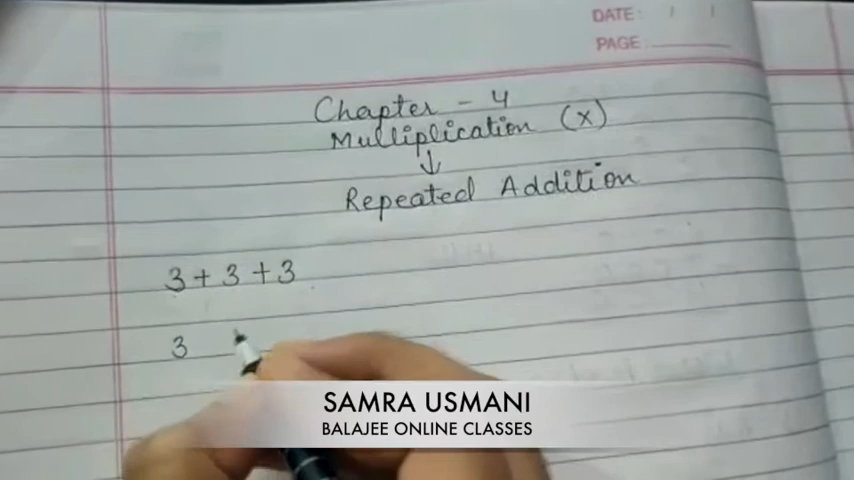 DATE: / /
PAGE
Chapter - 4
Multiplication (x)
↓
Repeated Addition
3+3+3
3
SAMRA USMANI
BALAJEE ONLINE CLASSES